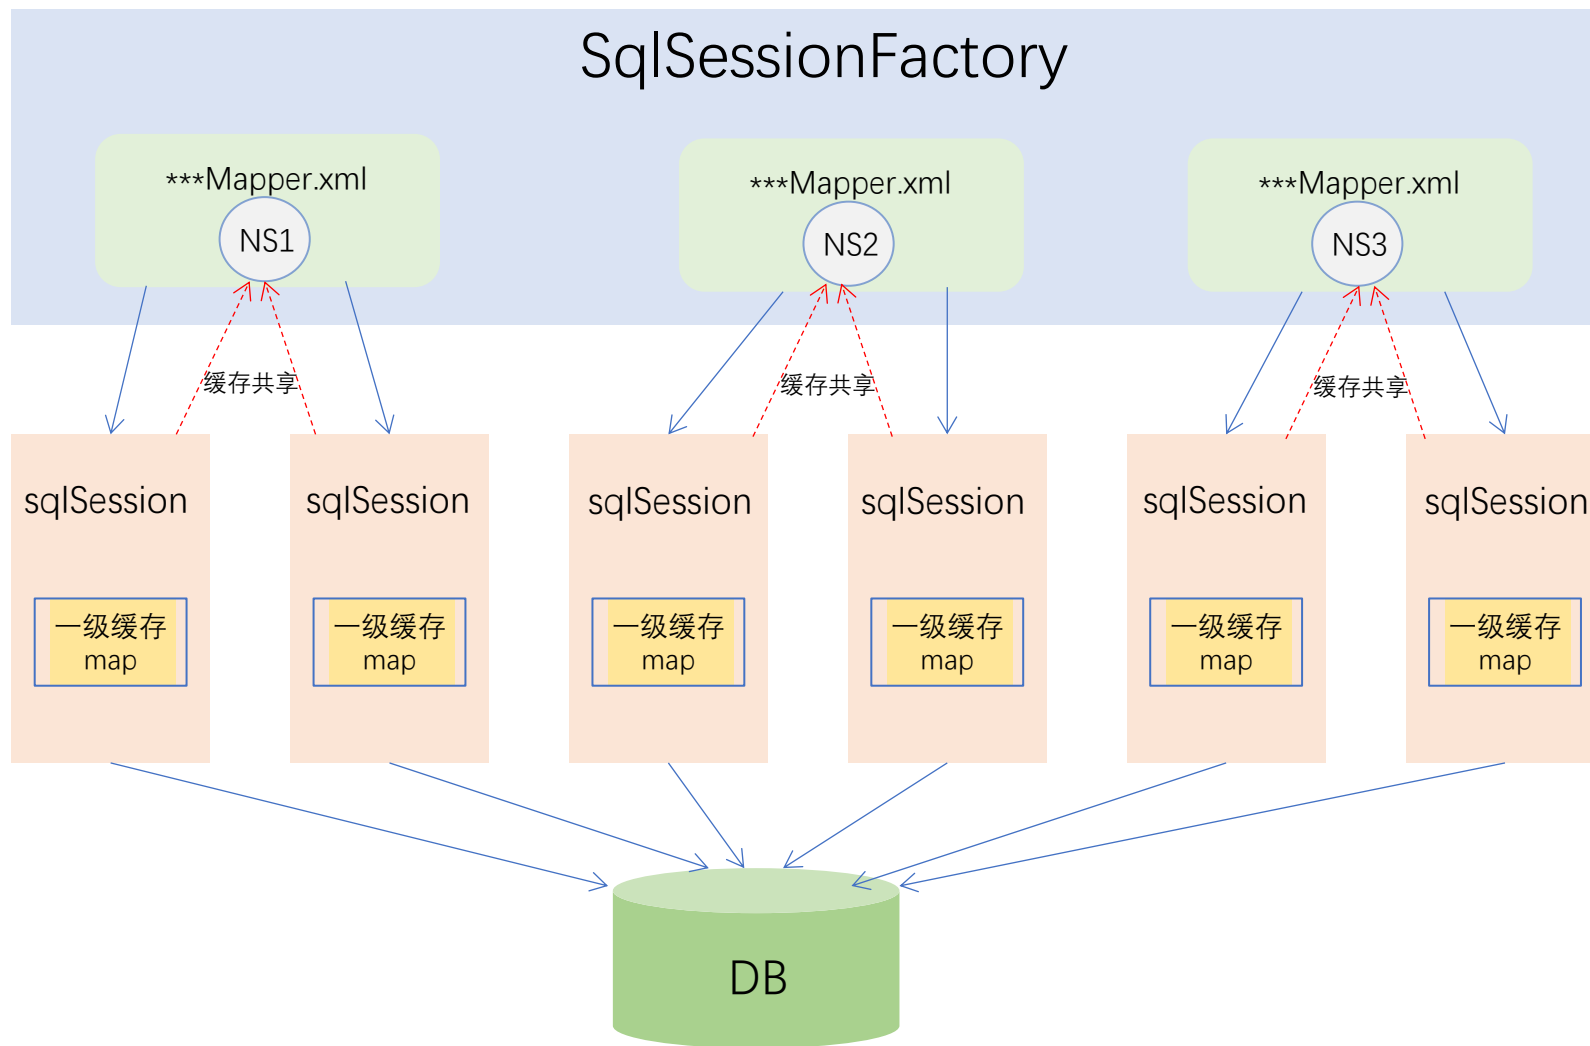 SqlSessionFactory
***Mapper.xml
NS1
***Mapper.xml
NS2
***Mapper.xml
NS3
缓存共享
缓存共享
缓存共享
sqlSession
sqlSession
sqlSession
sqlSession
sqlSession
sqlSession
一级缓存
map
一级缓存
map
一级缓存
map
一级缓存
map
一级缓存
map
一级缓存
map
DB